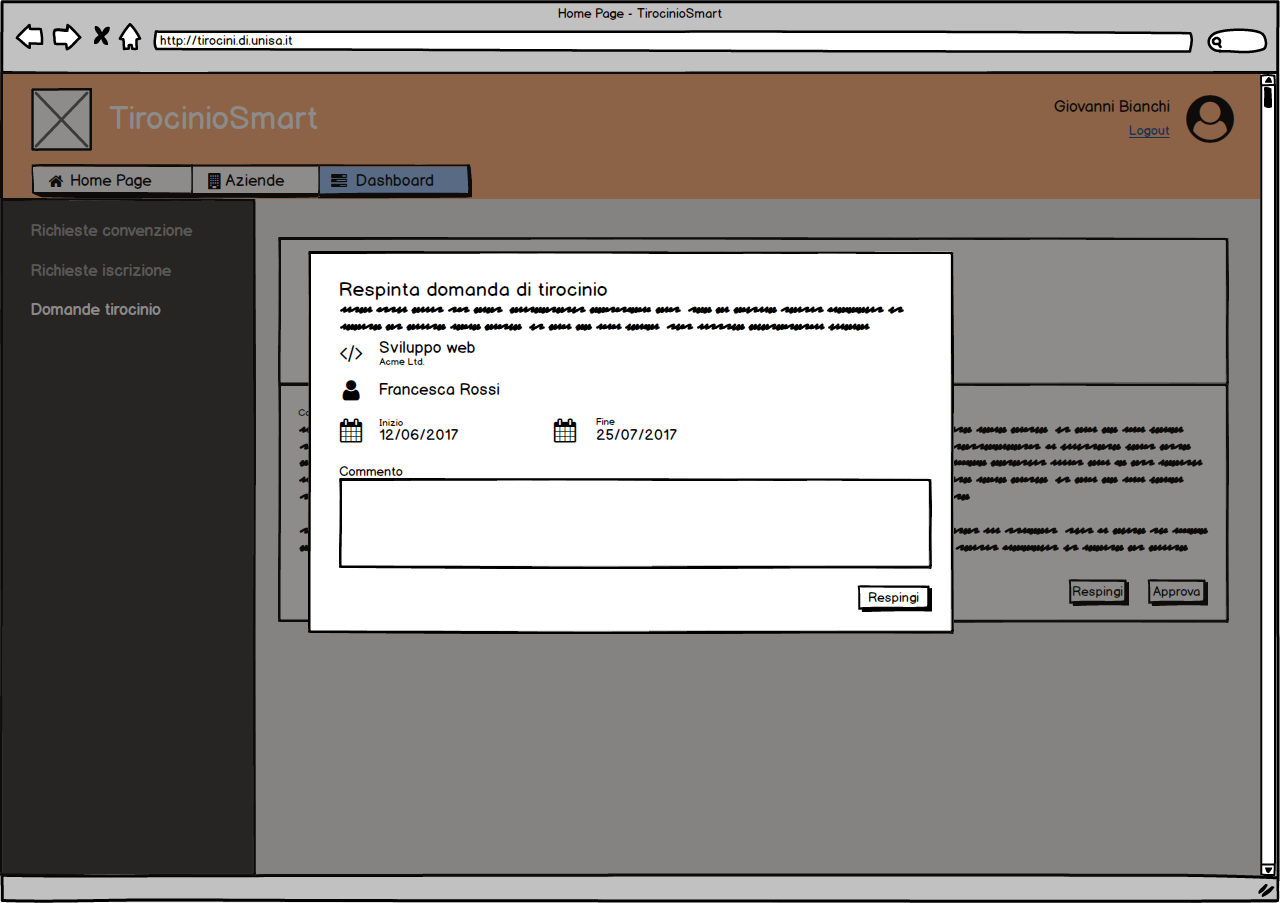 Home Page - TirocinioSmart
http://tirocini.di.unisa.it
TirocinioSmart
Giovanni Bianchi
Logout
Home Page
Aziende
Dashboard
Richieste convenzione
Richieste iscrizione
Domande tirocinio
Respinta domanda di tirocinio
Sviluppo web
Acme Ltd.
Francesca Rossi
Inizio
12/06/2017
Fine
25/07/2017
Commento
Respingi
Respingi
Approva